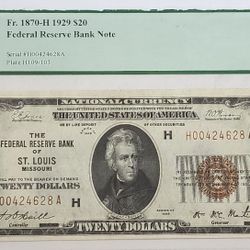 Fr. 1870-H 1929 $20
Federal Reserve Bank Note
Serial#H00424628A
Plate H109/103
NATIONAL CURRENCY
THE UNITED STATES OF AMERICA
THE
FEDERAL RESERVE BANK
OF
ST. LOUIS
MISSOURI
H
H00424628A
WILL PAY TO THE BEARER ON DEMAND
TWENTY DOLLARS
H00424628A
H
H
TWENTY DOLLARS